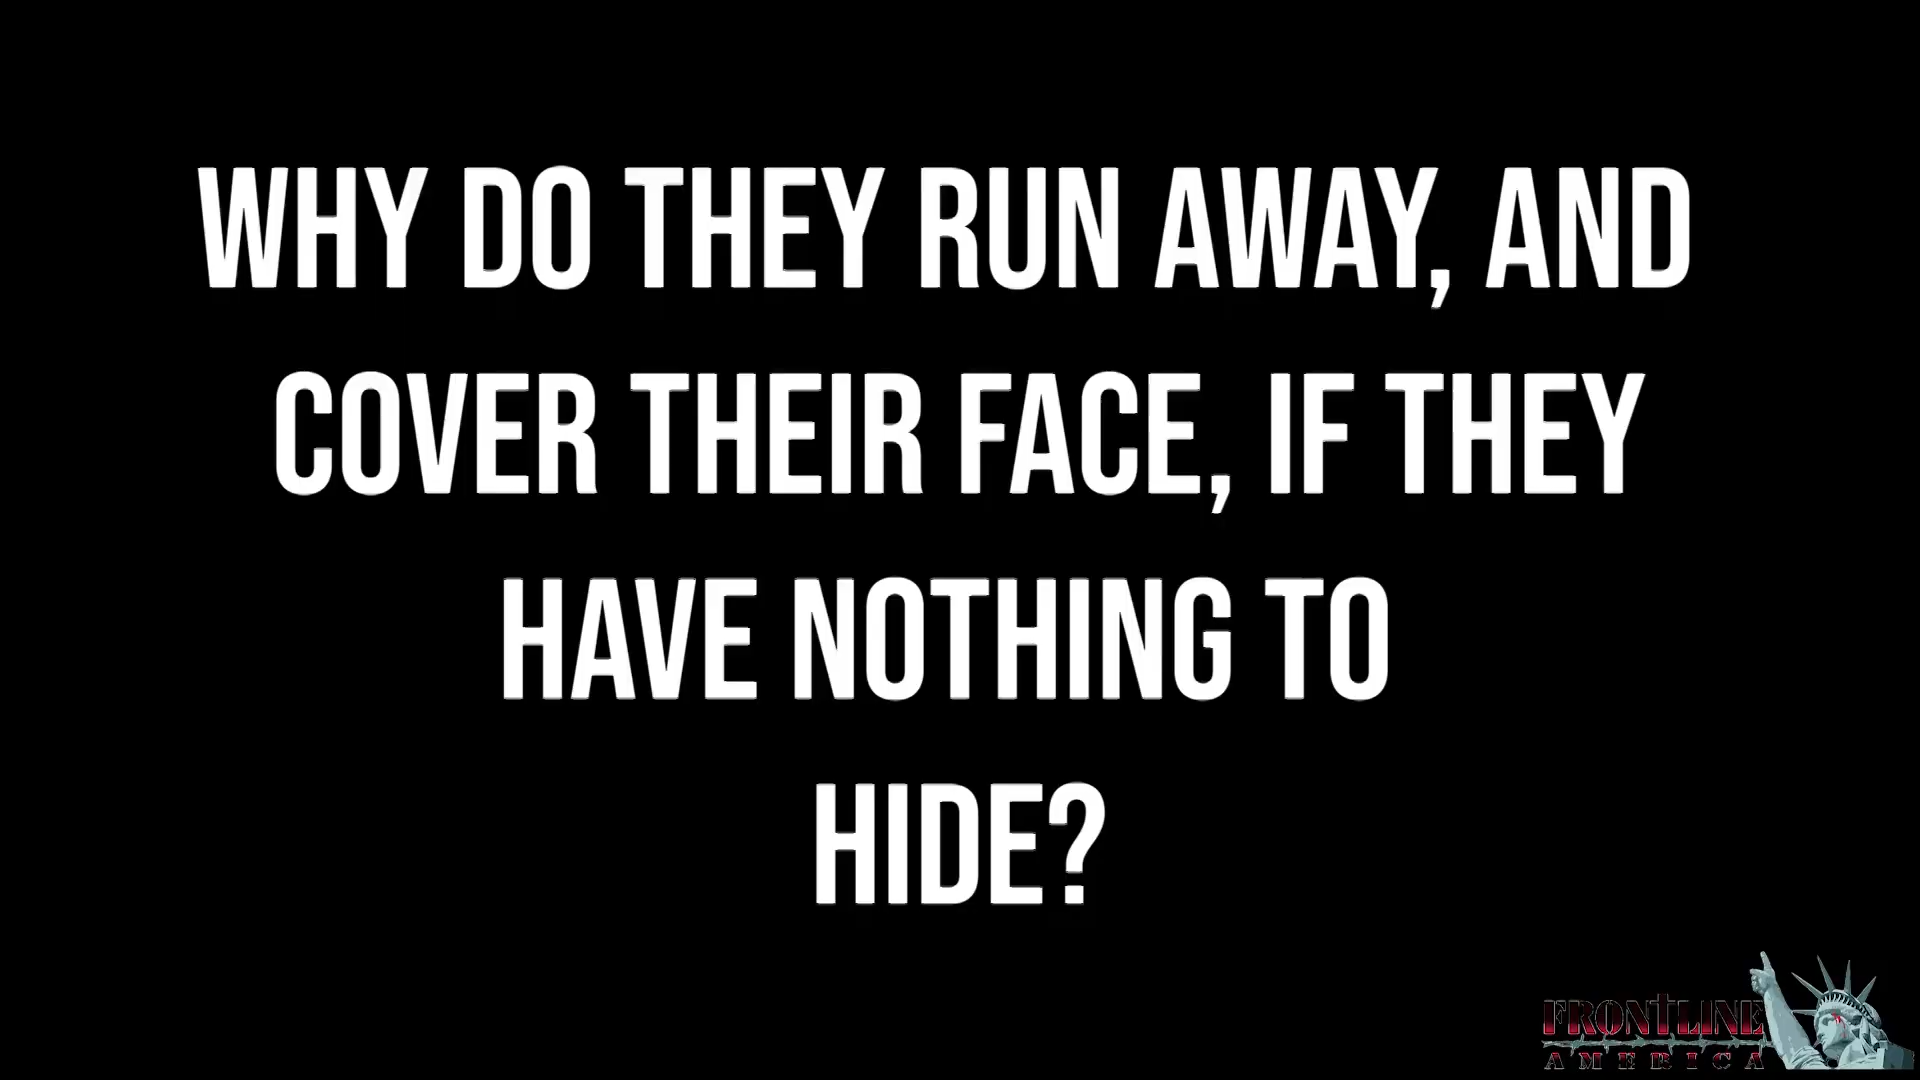 WHY DO THEY RUN AWAY, AND
COVER THEIR FACE, IF THEY
HAVE NOTHING TO
HIDE?
FRONTLINE
AMERICA